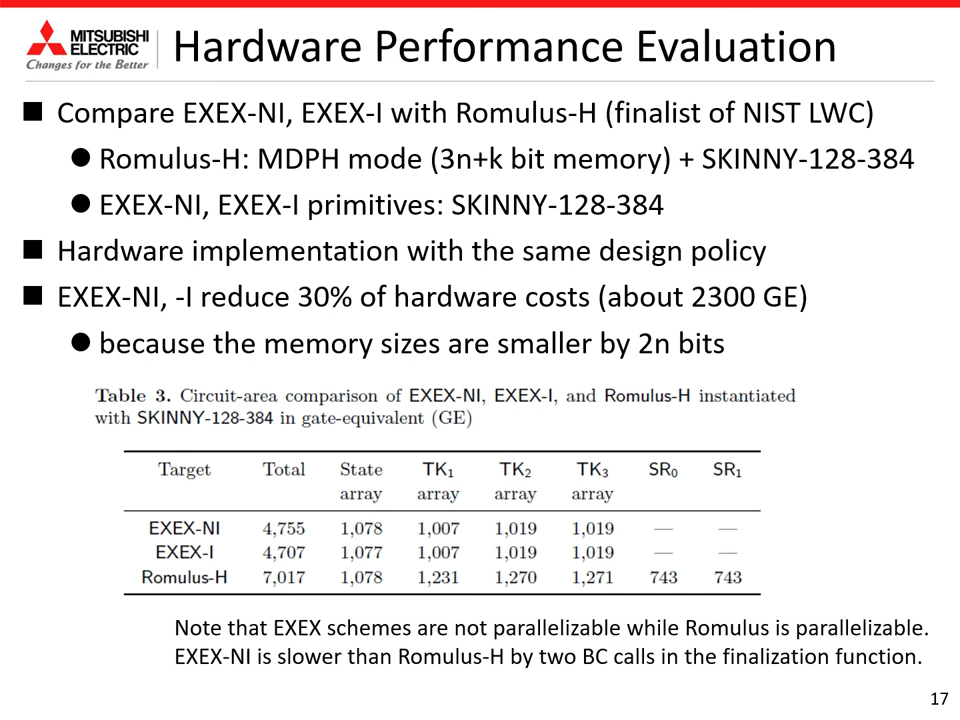 MITSUBISHI
ELECTRIC
Changes for the Better
Hardware Performance Evaluation
Compare EXEX-NI, EXEX-I with Romulus-H (finalist of NIST LWC)
Romulus-H: MDPH mode (3n+k bit memory) + SKINNY-128-384
EXEX-NI, EXEX-I primitives: SKINNY-128-384
Hardware implementation with the same design policy
EXEX-NI, -I reduce 30% of hardware costs (about 2300 GE)
because the memory sizes are smaller by 2n bits
Table 3. Circuit-area comparison of EXEX-NI, EXEX-I, and Romulus-H instantiated
with SKINNY-128-384 in gate-equivalent (GE)
Target Total State TK₁ TK₂ TK₃ SR₀ SR₁
array array array array
EXEX-NI 4,755 1,078 1,007 1,019 1,019 — —
EXEX-I 4,707 1,077 1,007 1,019 1,019 — —
Romulus-H 7,017 1,078 1,231 1,270 1,271 743 743
Note that EXEX schemes are not parallelizable while Romulus is parallelizable.
EXEX-NI is slower than Romulus-H by two BC calls in the finalization function.
17